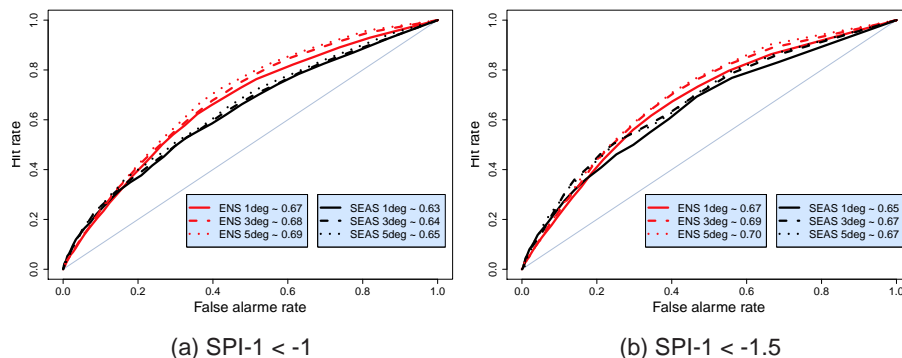 1.0
0.8
0.6
0.4
0.2
0.0
Hit rate
ENS 1deg ~ 0.67
ENS 3deg ~ 0.68
ENS 5deg ~ 0.69
SEAS 1deg ~ 0.63
SEAS 3deg ~ 0.64
SEAS 5deg ~ 0.65
0.0 0.2 0.4 0.6 0.8 1.0
False alarme rate
(a) SPI-1 < -1
1.0
0.8
0.6
0.4
0.2
0.0
Hit rate
ENS 1deg ~ 0.67
ENS 3deg ~ 0.69
ENS 5deg ~ 0.70
SEAS 1deg ~ 0.65
SEAS 3deg ~ 0.67
SEAS 5deg ~ 0.67
0.0 0.2 0.4 0.6 0.8 1.0
False alarme rate
(b) SPI-1 < -1.5